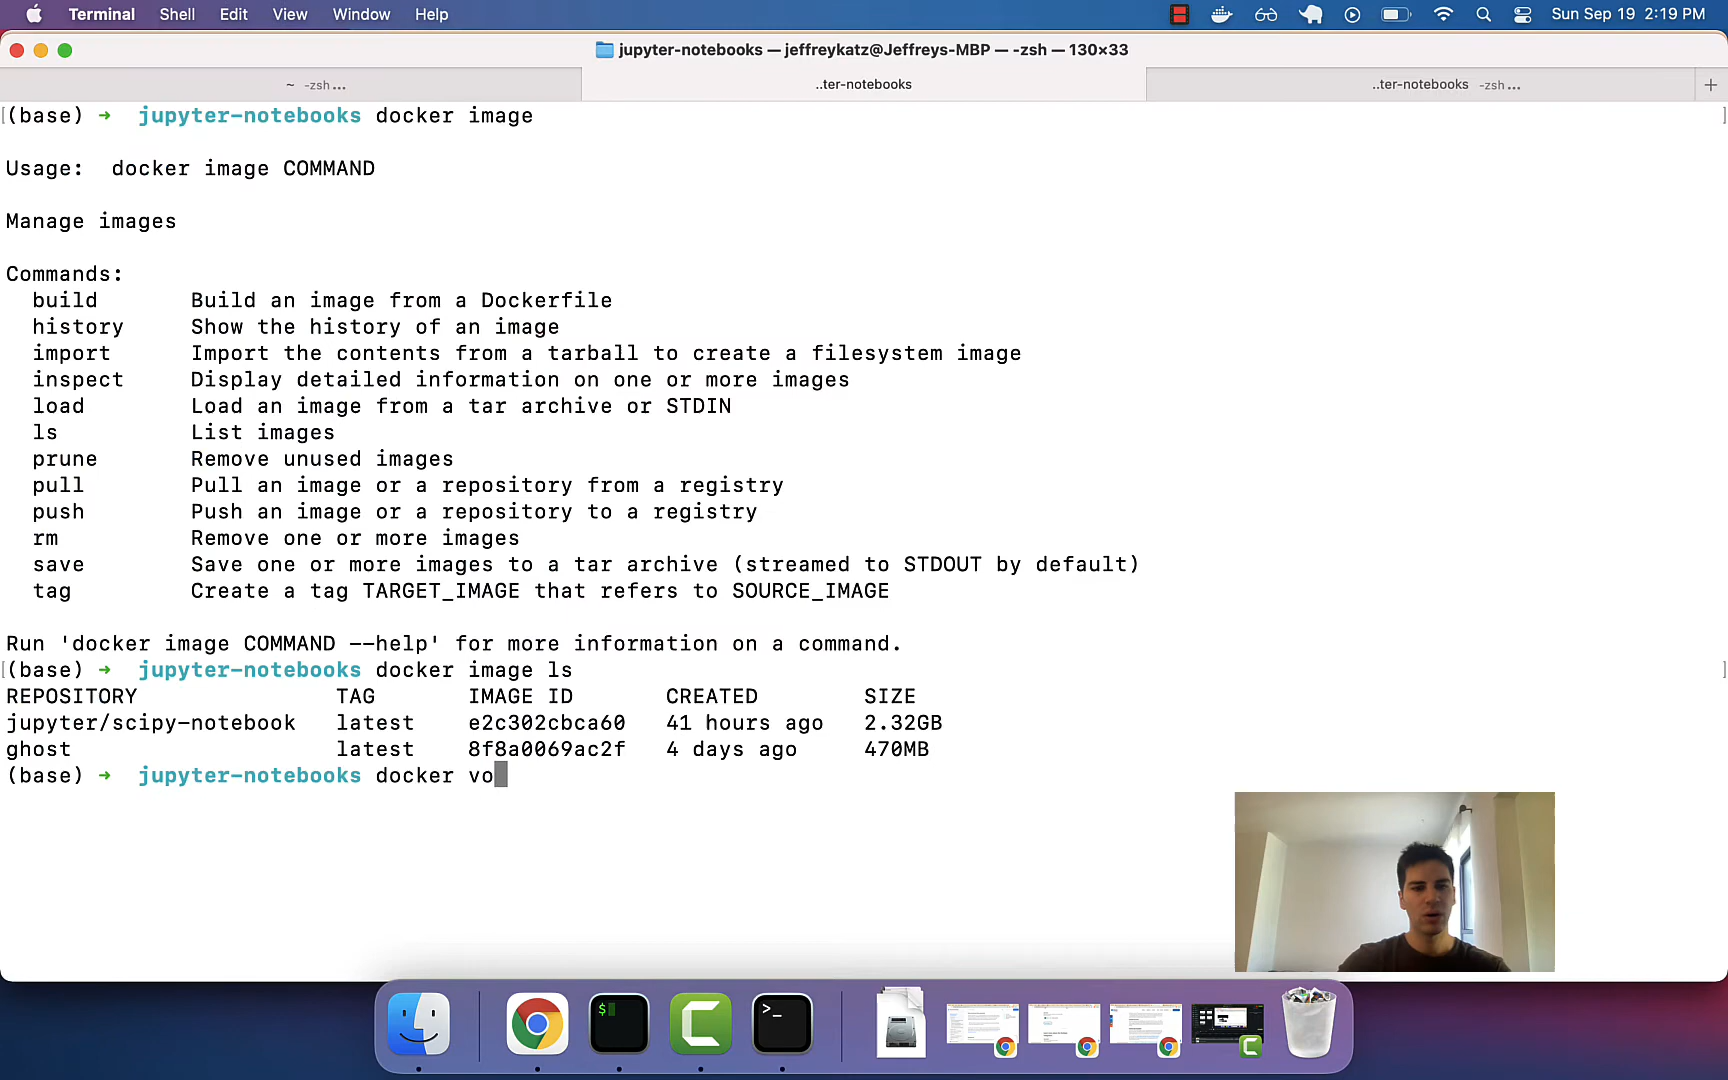 Terminal Shell Edit View Window Help Sun Sep 19 2:19 PM
jupyter-notebooks — jeffreykatz@Jeffreys-MBP — -zsh — 130×33
~ -zsh... ..ter-notebooks ..ter-notebooks -zsh...
(base) ➜ jupyter-notebooks docker image
Usage: docker image COMMAND
Manage images
Commands:
build Build an image from a Dockerfile
history Show the history of an image
import Import the contents from a tarball to create a filesystem image
inspect Display detailed information on one or more images
load Load an image from a tar archive or STDIN
ls List images
prune Remove unused images
pull Pull an image or a repository from a registry
push Push an image or a repository to a registry
rm Remove one or more images
save Save one or more images to a tar archive (streamed to STDOUT by default)
tag Create a tag TARGET_IMAGE that refers to SOURCE_IMAGE
Run 'docker image COMMAND --help' for more information on a command.
(base) ➜ jupyter-notebooks docker image ls
REPOSITORY TAG IMAGE ID CREATED SIZE
jupyter/scipy-notebook latest e2c302cbca60 41 hours ago 2.32GB
ghost latest 8f8a0069ac2f 4 days ago 470MB
(base) ➜ jupyter-notebooks docker vo